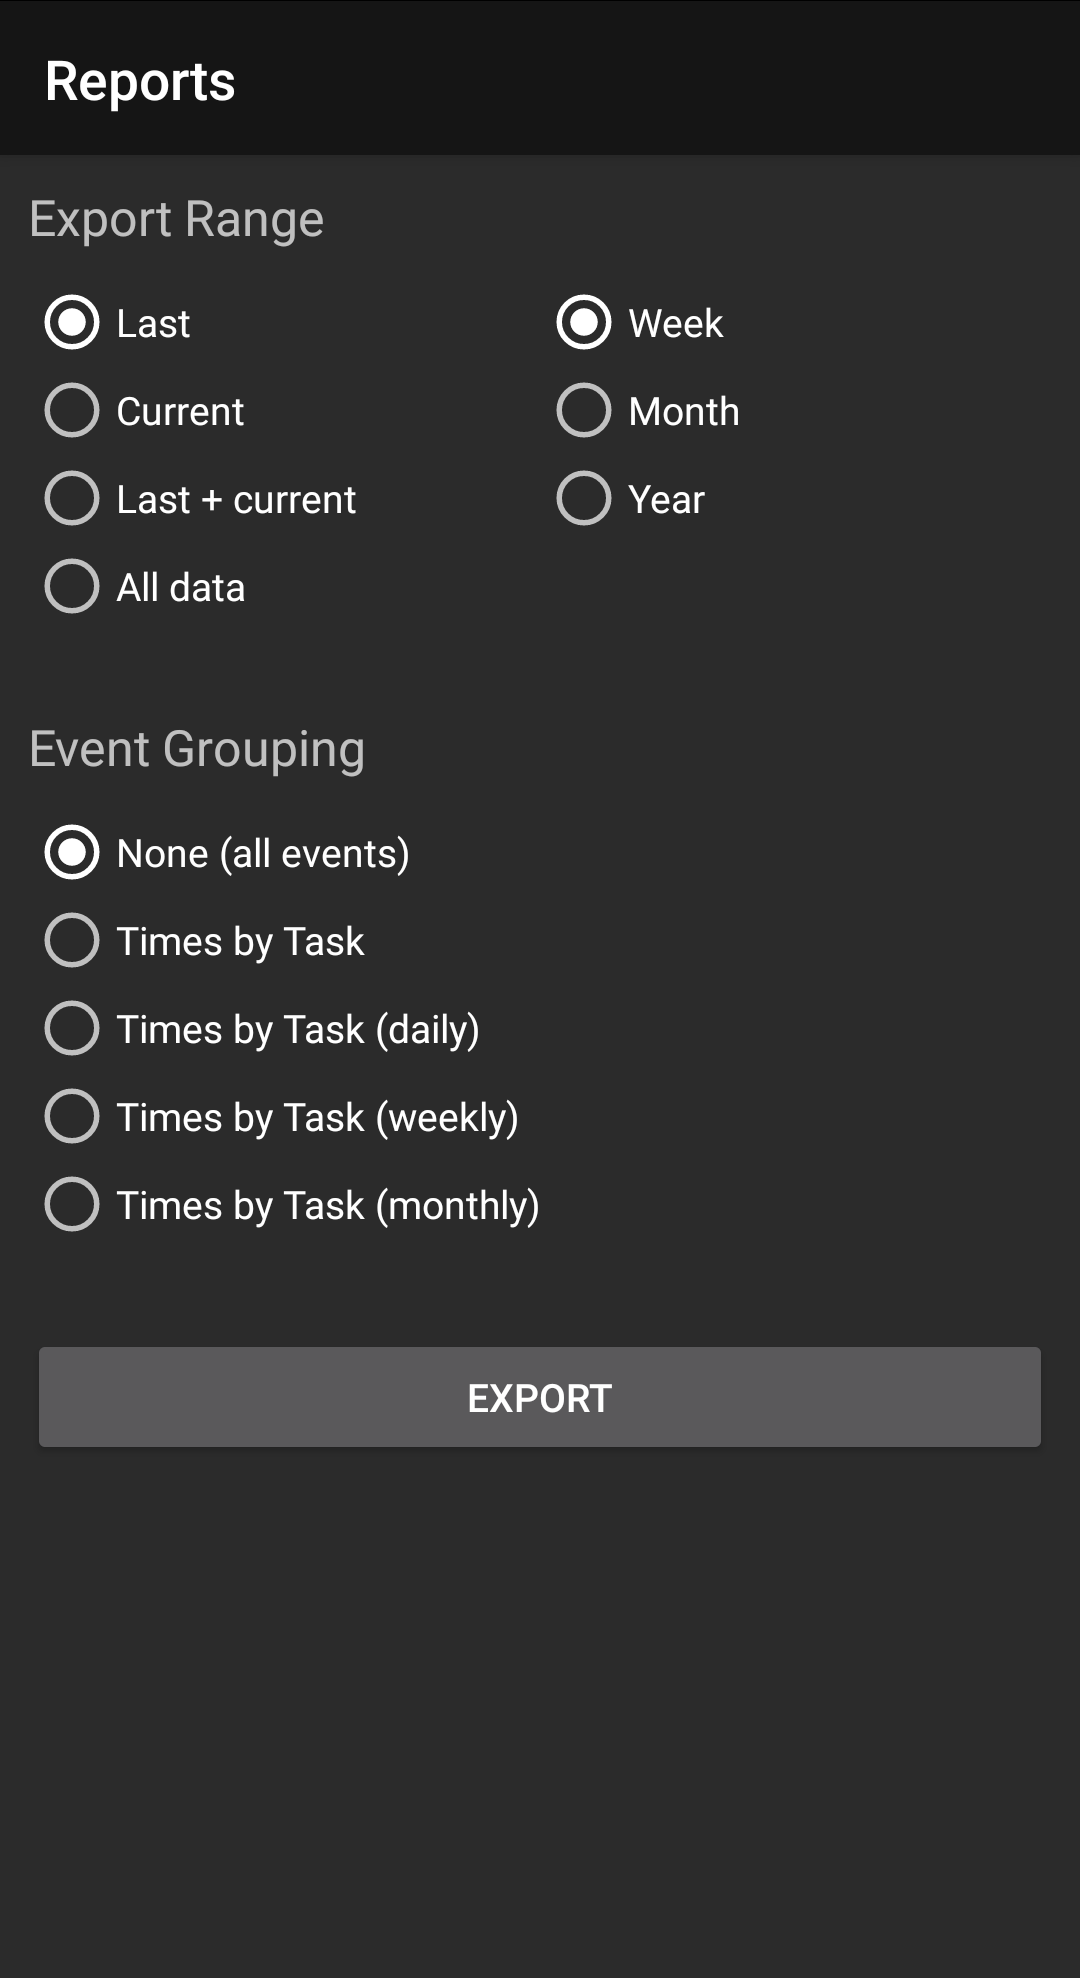 Reports
Export Range
Last
Week
Current
Month
Last + current
Year
All data
Event Grouping
None (all events)
Times by Task
Times by Task (daily)
Times by Task (weekly)
Times by Task (monthly)
EXPORT